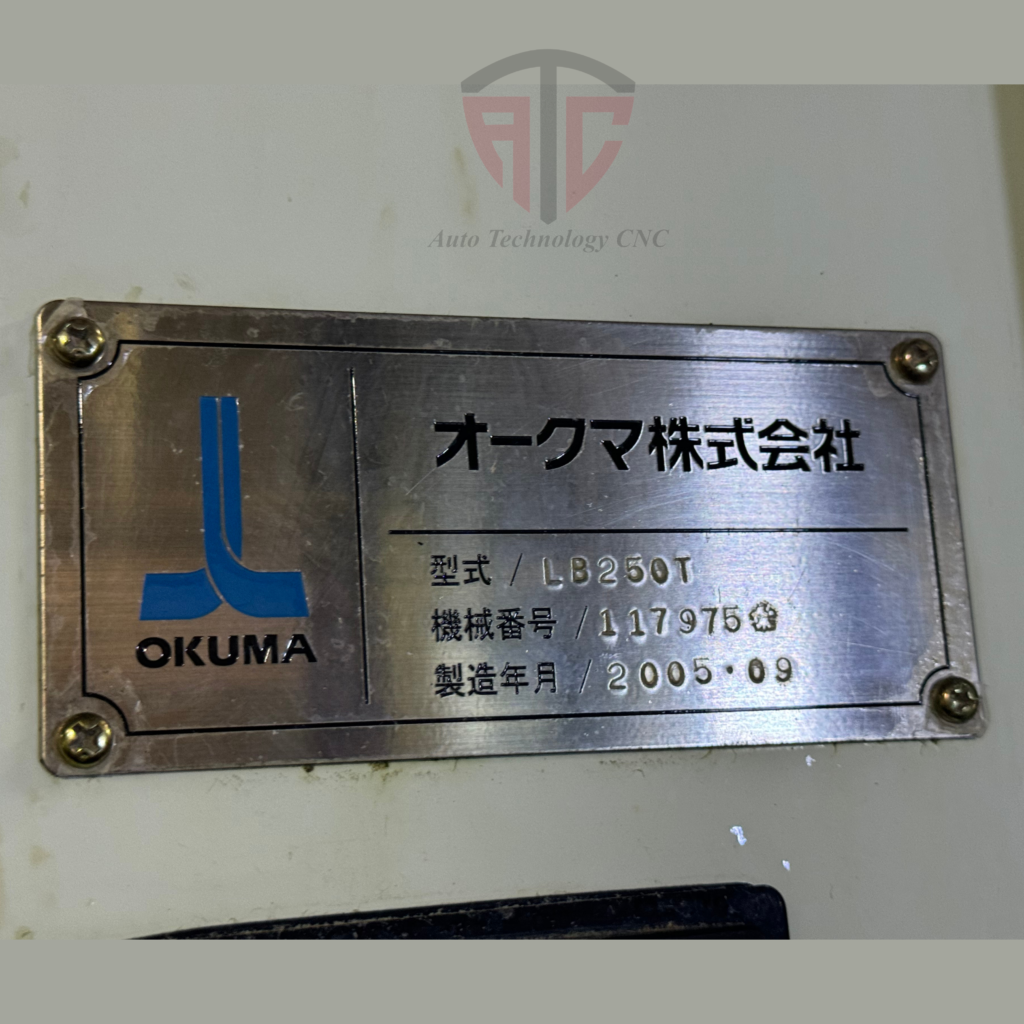 ATC
Auto Technology CNC
オークマ株式会社
OKUMA
型式 / LB250T
機械番号 / 117975
製造年月 / 2005・09